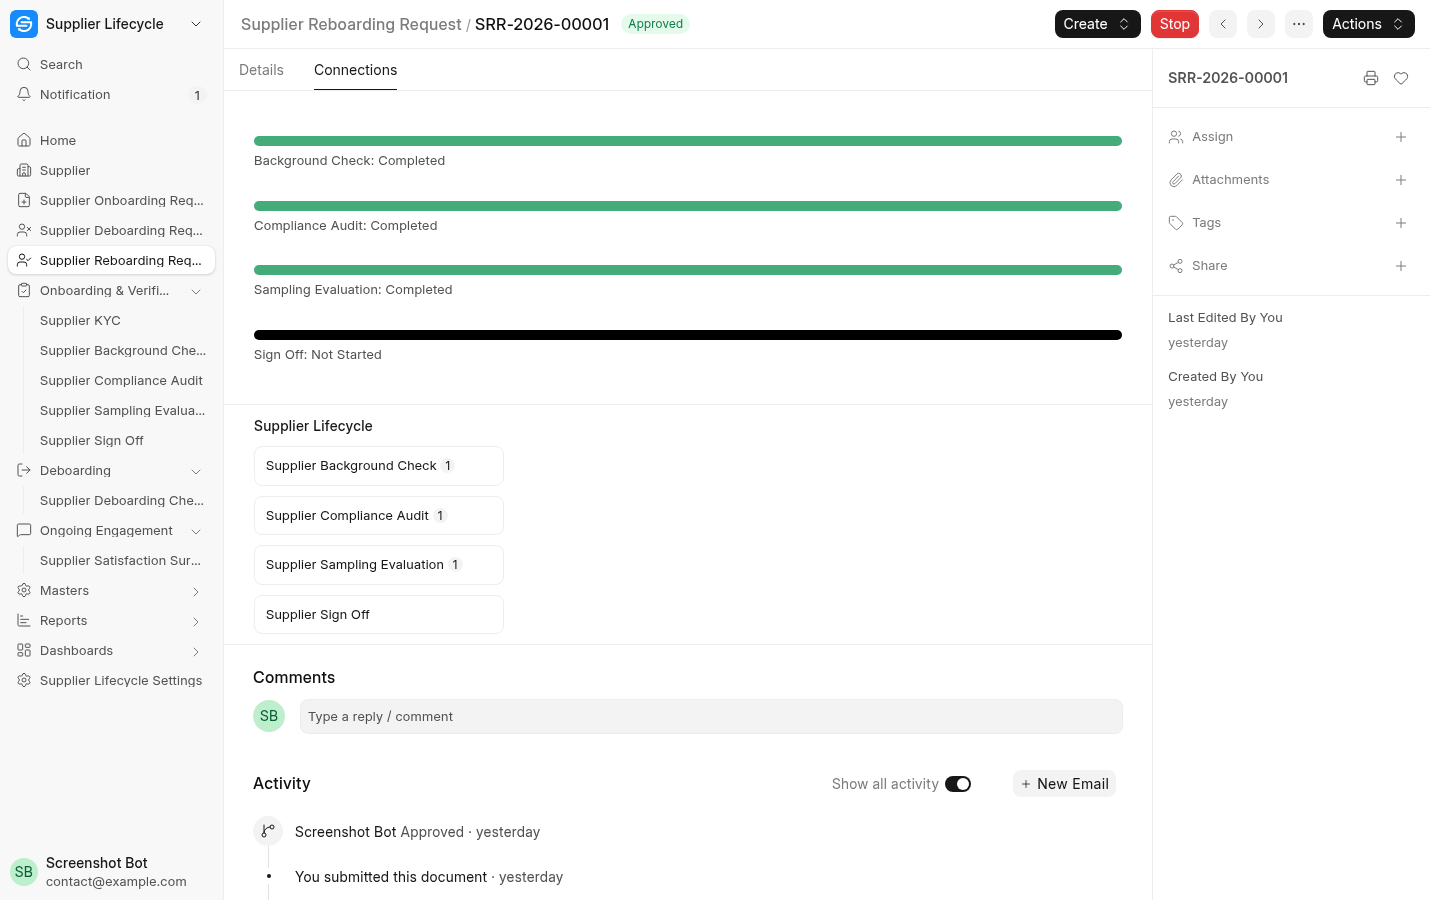 Supplier Lifecycle
Search
Notification 1
Home
Supplier
Supplier Onboarding Req...
Supplier Deboarding Req...
Supplier Reboarding Req...
Onboarding & Verifi...
Supplier KYC
Supplier Background Che...
Supplier Compliance Audit
Supplier Sampling Evalua...
Supplier Sign Off
Deboarding
Supplier Deboarding Che...
Ongoing Engagement
Supplier Satisfaction Sur...
Masters
Reports
Dashboards
Supplier Lifecycle Settings
SB
Screenshot Bot
contact@example.com
Supplier Reboarding Request / SRR-2026-00001 Approved
Create Stop ... Actions
Details Connections
Background Check: Completed
Compliance Audit: Completed
Sampling Evaluation: Completed
Sign Off: Not Started
Supplier Lifecycle
Supplier Background Check 1
Supplier Compliance Audit 1
Supplier Sampling Evaluation 1
Supplier Sign Off
Comments
SB Type a reply / comment
Activity Show all activity + New Email
Screenshot Bot Approved · yesterday
You submitted this document · yesterday
SRR-2026-00001
Assign
Attachments
Tags
Share
Last Edited By You
yesterday
Created By You
yesterday